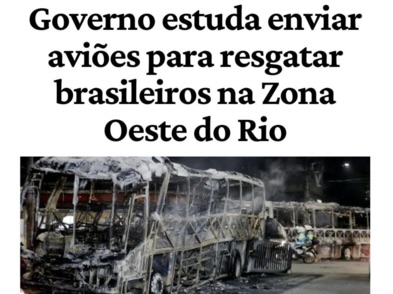 Governo estuda enviar
aviões para resgatar
brasileiros na Zona
Oeste do Rio